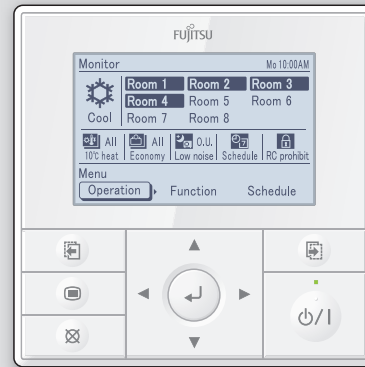 FUJITSU
Monitor Mo 10:00AM
Room 1 Room 2 Room 3
Cool Room 4 Room 5 Room 6
Room 7 Room 8
All All O.U.
10℃ heat Economy Low noise Schedule RC prohibit
Menu
Operation Function Schedule